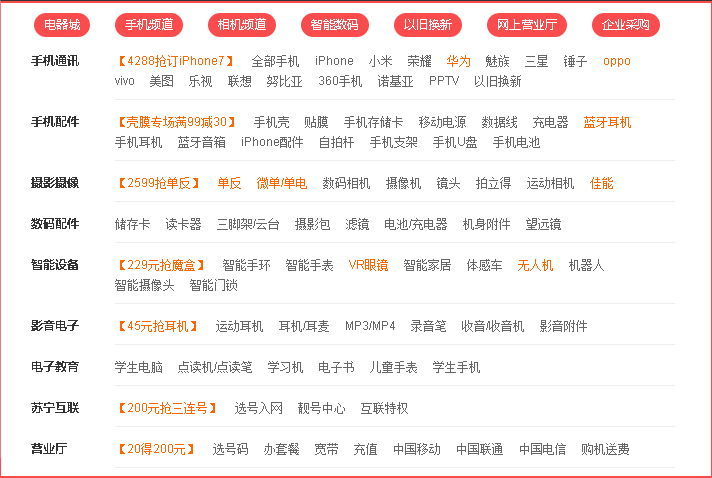 电器城 手机频道 相机频道 智能数码 以旧换新 网上营业厅 企业采购
手机通讯 【4288抢订iPhone7】 全部手机 iPhone 小米 荣耀 华为 魅族 三星 锤子 oppo
vivo 美图 乐视 联想 努比亚 360手机 诺基亚 PPTV 以旧换新
手机配件 【壳膜专场满99减30】 手机壳 贴膜 手机存储卡 移动电源 数据线 充电器 蓝牙耳机
手机耳机 蓝牙音箱 iPhone配件 自拍杆 手机支架 手机U盘 手机电池
摄影摄像 【2599抢单反】 单反 微单/单电 数码相机 摄像机 镜头 拍立得 运动相机 佳能
数码配件 储存卡 读卡器 三脚架/云台 摄影包 滤镜 电池/充电器 机身附件 望远镜
智能设备 【229元抢魔盒】 智能手环 智能手表 VR眼镜 智能家居 体感车 无人机 机器人
智能摄像头 智能门锁
影音电子 【45元抢耳机】 运动耳机 耳机/耳麦 MP3/MP4 录音笔 收音/收音机 影音附件
电子教育 学生电脑 点读机/点读笔 学习机 电子书 儿童手表 学生手机
苏宁互联 【200元抢三连号】 选号入网 靓号中心 互联特权
营业厅 【20得200元】 选号码 办套餐 宽带 充值 中国移动 中国联通 中国电信 购机送费